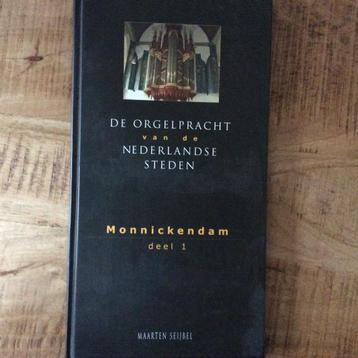 DE ORGELPRACHT
van de
NEDERLANDSE
STEDEN
Monnickendam
deel 1
MAARTEN SEIJBEL